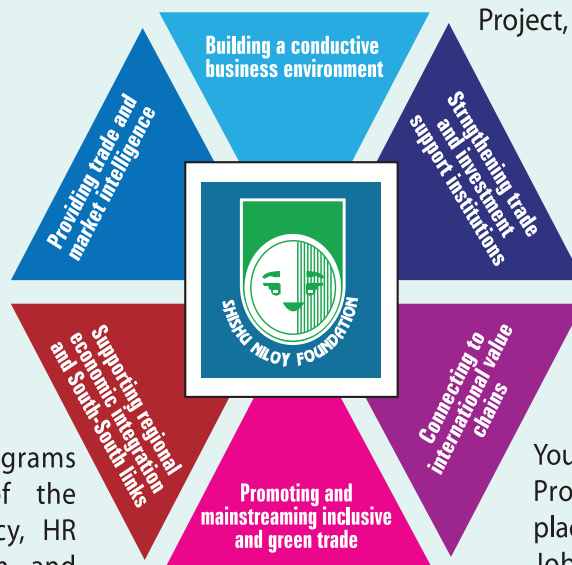 Project,
Building a conductive
business environment
Providing trade and
market intelligence
Strngthening trade
and investment
support institutions
SHISHU NILOY FOUNDATION
Supporting regional
economic integration
and South-South links
Connecting to
international value
chains
Promoting and
mainstreaming inclusive
and green trade
grams
f the
cy, HR
and
You
Pro
plac
Job